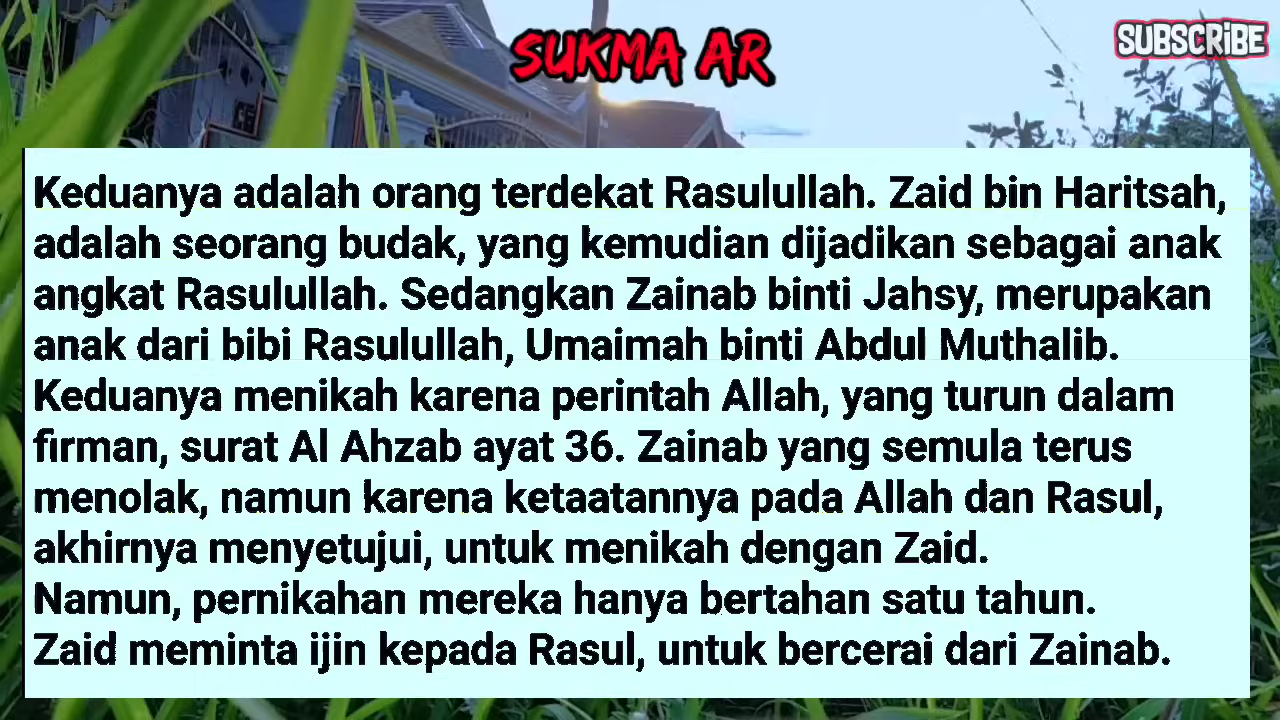 SUKMA AR
SUBSCRiBE
Keduanya adalah orang terdekat Rasulullah. Zaid bin Haritsah,
adalah seorang budak, yang kemudian dijadikan sebagai anak
angkat Rasulullah. Sedangkan Zainab binti Jahsy, merupakan
anak dari bibi Rasulullah, Umaimah binti Abdul Muthalib.
Keduanya menikah karena perintah Allah, yang turun dalam
firman, surat Al Ahzab ayat 36. Zainab yang semula terus
menolak, namun karena ketaatannya pada Allah dan Rasul,
akhirnya menyetujui, untuk menikah dengan Zaid.
Namun, pernikahan mereka hanya bertahan satu tahun.
Zaid meminta ijin kepada Rasul, untuk bercerai dari Zainab.